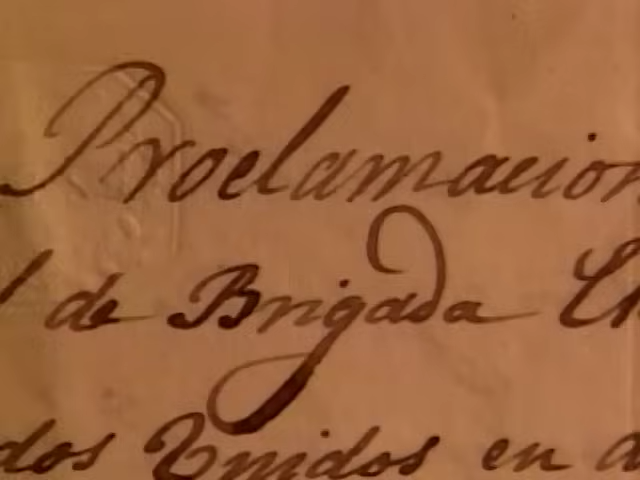 Proclamacion
l de Brigada
dos Unidos en